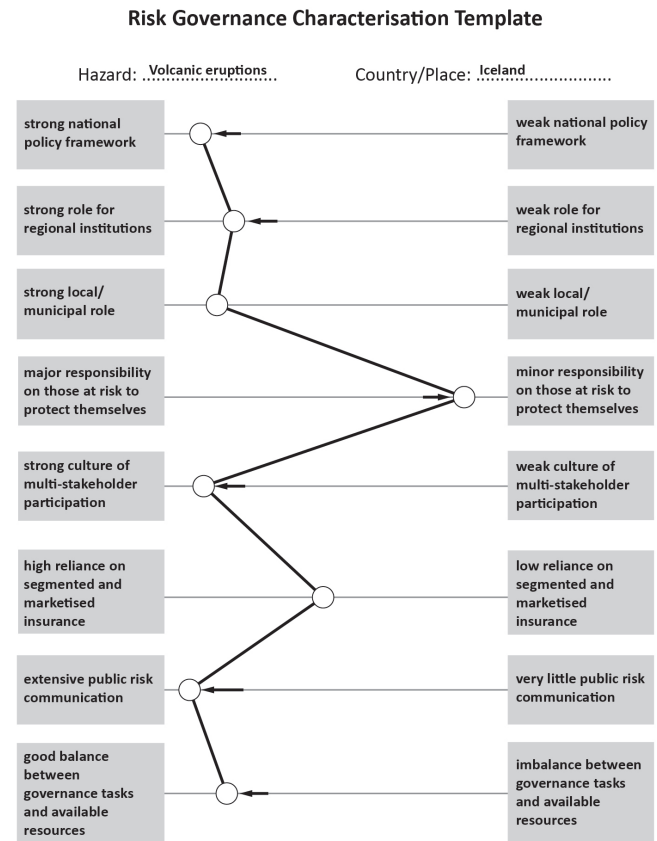 Risk Governance Characterisation Template
Hazard: Volcanic eruptions
Country/Place: Iceland
strong national
policy framework
weak national policy
framework
strong role for
regional institutions
weak role for
regional institutions
strong local/
municipal role
weak local/
municipal role
major responsibility
on those at risk to
protect themselves
minor responsibility
on those at risk to
protect themselves
strong culture of
multi-stakeholder
participation
weak culture of
multi-stakeholder
participation
high reliance on
segmented and
marketised
insurance
low reliance on
segmented and
marketised
insurance
extensive public risk
communication
very little public risk
communication
good balance
between
governance tasks
and available
resources
imbalance between
governance tasks
and available
resources